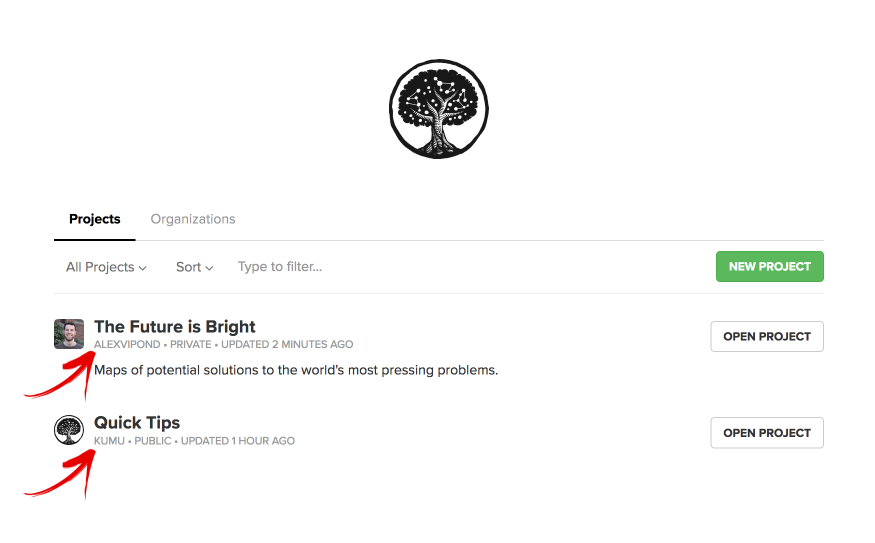 Projects Organizations
All Projects Sort Type to filter... NEW PROJECT
The Future is Bright
ALEXVIPOND • PRIVATE • UPDATED 2 MINUTES AGO
OPEN PROJECT
Maps of potential solutions to the world's most pressing problems.
Quick Tips
KUMU • PUBLIC • UPDATED 1 HOUR AGO
OPEN PROJECT